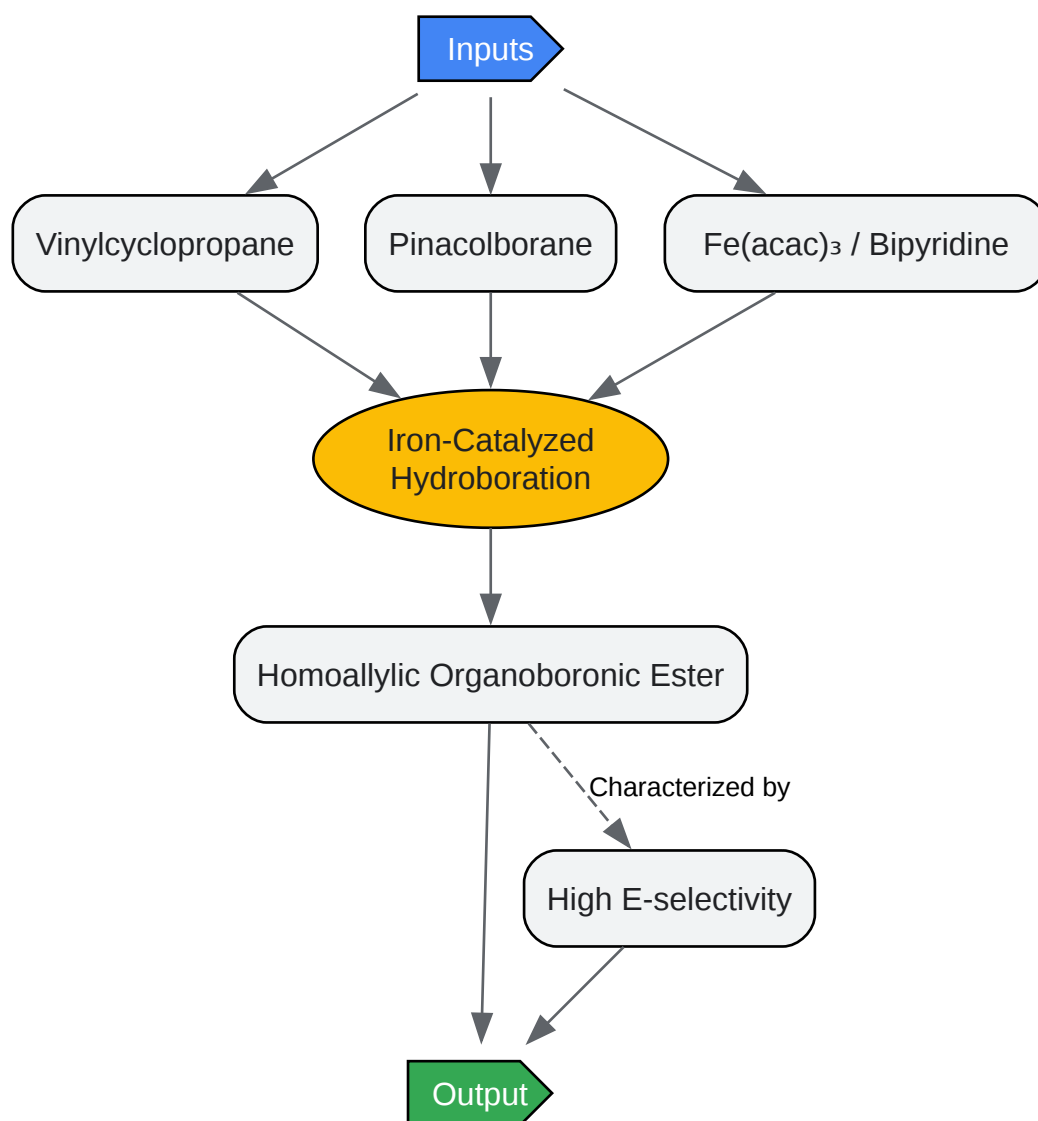 Inputs
Vinylcyclopropane
Pinacolborane
Fe(acac)₃ / Bipyridine
Iron-Catalyzed
Hydroboration
Homoallylic Organoboronic Ester
Characterized by
High E-selectivity
Output